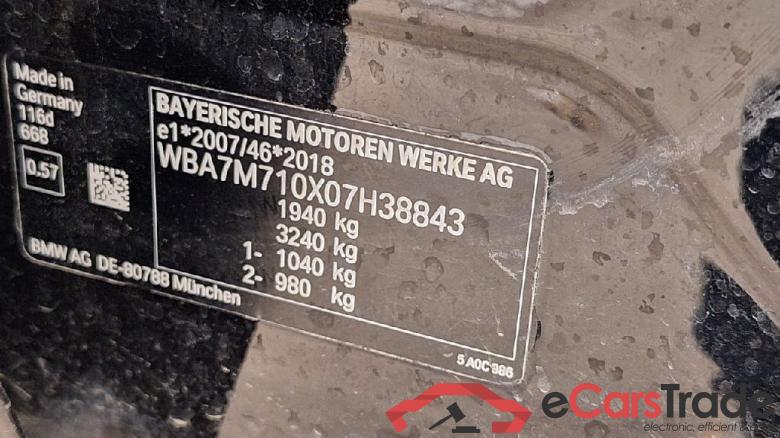 Made in
Germany
116d
668
0.57
BAYERISCHE MOTOREN WERKE AG
e1*2007/46*2018
WBA7M710X07H38843
1940 kg
3240 kg
1- 1040 kg
2- 980 kg
BMW AG DE-80788 München
5 A0C 986
eCarsTrade
electronic, efficient &